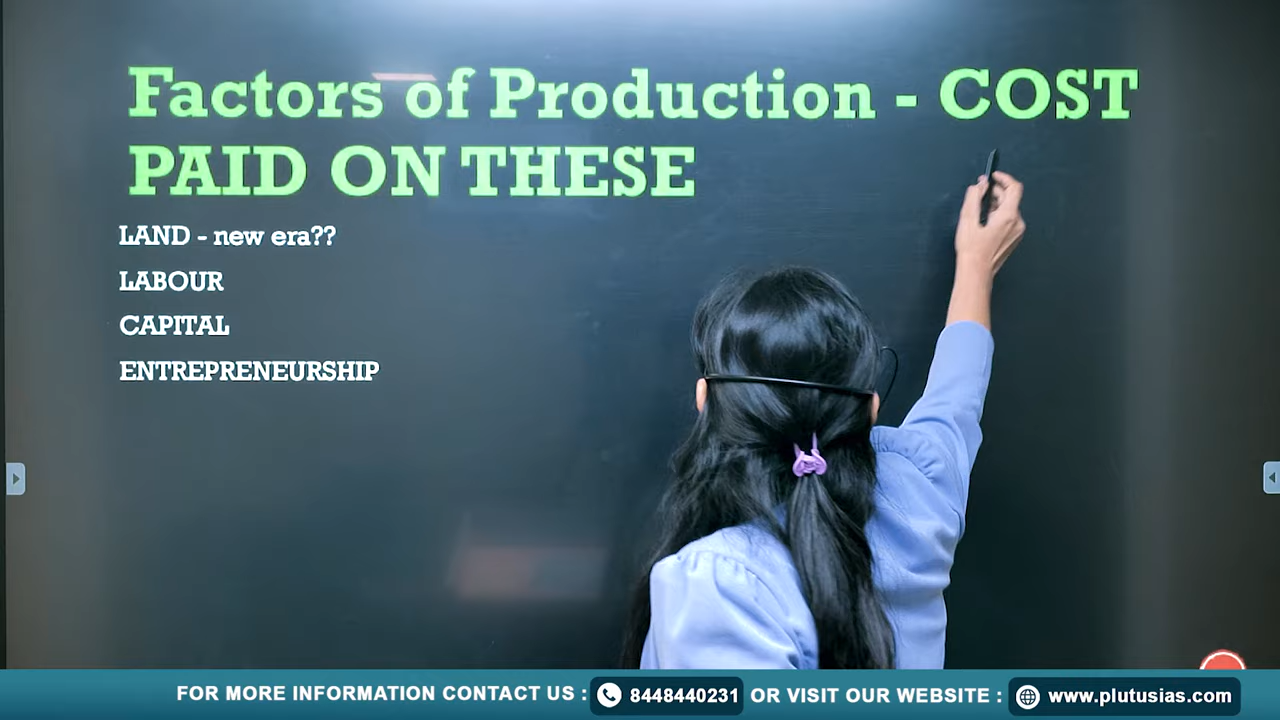 Factors of Production - COST
PAID ON THESE
LAND - new era??
LABOUR
CAPITAL
ENTREPRENEURSHIP
FOR MORE INFORMATION CONTACT US : 8448440231 OR VISIT OUR WEBSITE : www.plutusias.com